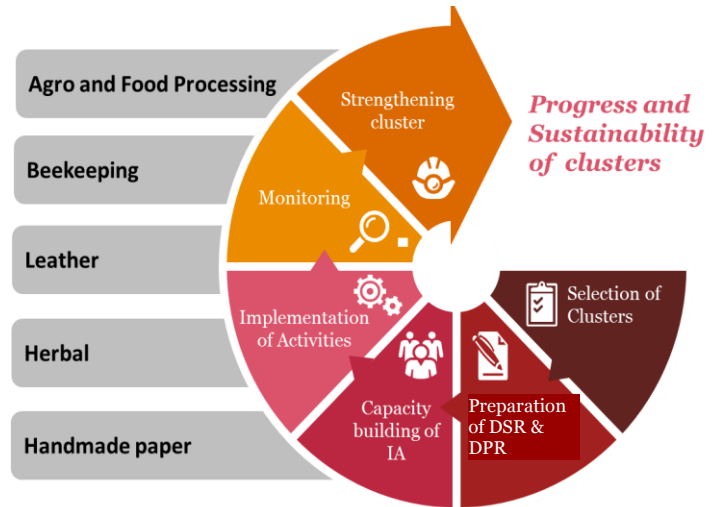 Agro and Food Processing
Beekeeping
Leather
Herbal
Handmade paper
Strengthening
cluster
Monitoring
Implementation
of Activities
Capacity
building of
IA
Preparation
of DSR &
DPR
Selection of
Clusters
Progress and
Sustainability
of clusters